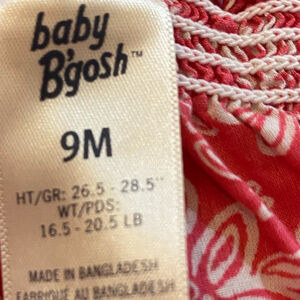 baby
B'gosh™
9M
HT/GR: 26.5 - 28.5"
WT/PDS:
16.5 - 20.5 LB
MADE IN BANGLADESH
FABRIQUÉ AU BANGLADESH